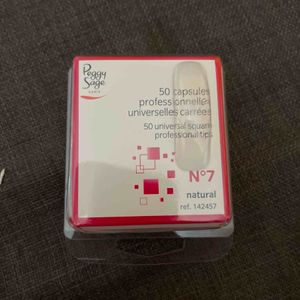 Peggy
Sage
PARIS
50 capsules
professionnelles
universelles carrées
50 universal square
professional tips
N°7
natural
ref. 142457